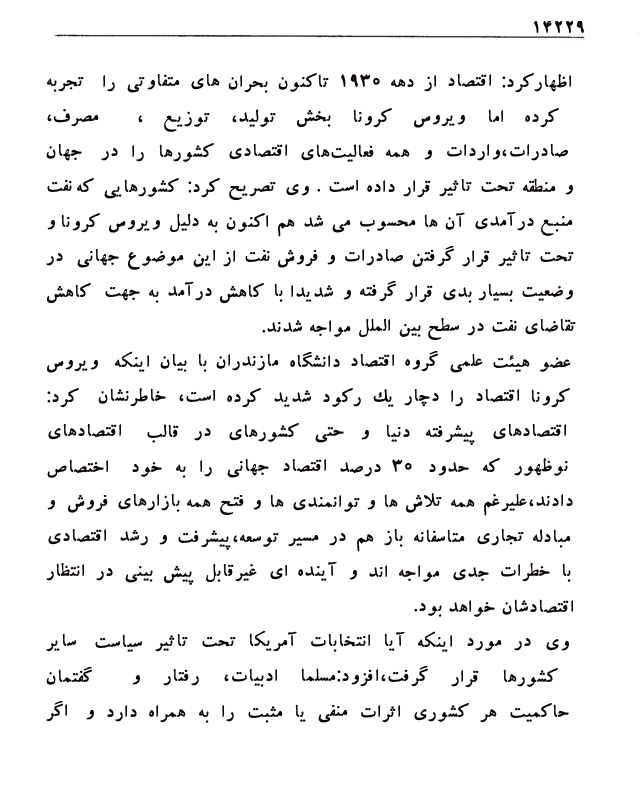 ۱۴۲۲۹
اظهارکرد: اقتصاد از دهه ۱۹۳۰ تاکنون بحران های متفاوتی را تجربه
کرده اما ویروس کرونا بخش تولید، توزیع ، مصرف،
صادرات،واردات و همه فعالیت‌های اقتصادی کشورها را در جهان
و منطقه تحت تاثیر قرار داده است . وی تصریح کرد: کشورهایی که نفت
منبع درآمدی آن ها محسوب می شد هم اکنون به دلیل ویروس کرونا و
تحت تاثیر قرار گرفتن صادرات و فروش نفت از این موضوع جهانی در
وضعیت بسیار بدی قرار گرفته و شدیدا با کاهش درآمد به جهت کاهش
تقاضای نفت در سطح بین الملل مواجه شدند.
عضو هیئت علمی گروه اقتصاد دانشگاه مازندران با بیان اینکه ویروس
کرونا اقتصاد را دچار یك رکود شدید کرده است، خاطرنشان کرد:
اقتصادهای پیشرفته دنیا و حتی کشورهای در قالب اقتصادهای
نوظهور که حدود ۳۰ درصد اقتصاد جهانی را به خود اختصاص
دادند،علیرغم همه تلاش ها و توانمندی ها و فتح همه بازارهای فروش و
مبادله تجاری متاسفانه باز هم در مسیر توسعه،پیشرفت و رشد اقتصادی
با خطرات جدی مواجه اند و آینده ای غیرقابل پیش بینی در انتظار
اقتصادشان خواهد بود.
وی در مورد اینکه آیا انتخابات آمریکا تحت تاثیر سیاست سایر
کشورها قرار گرفت،افزود:مسلما ادبیات، رفتار و گفتمان
حاکمیت هر کشوری اثرات منفی یا مثبت را به همراه دارد و اگر